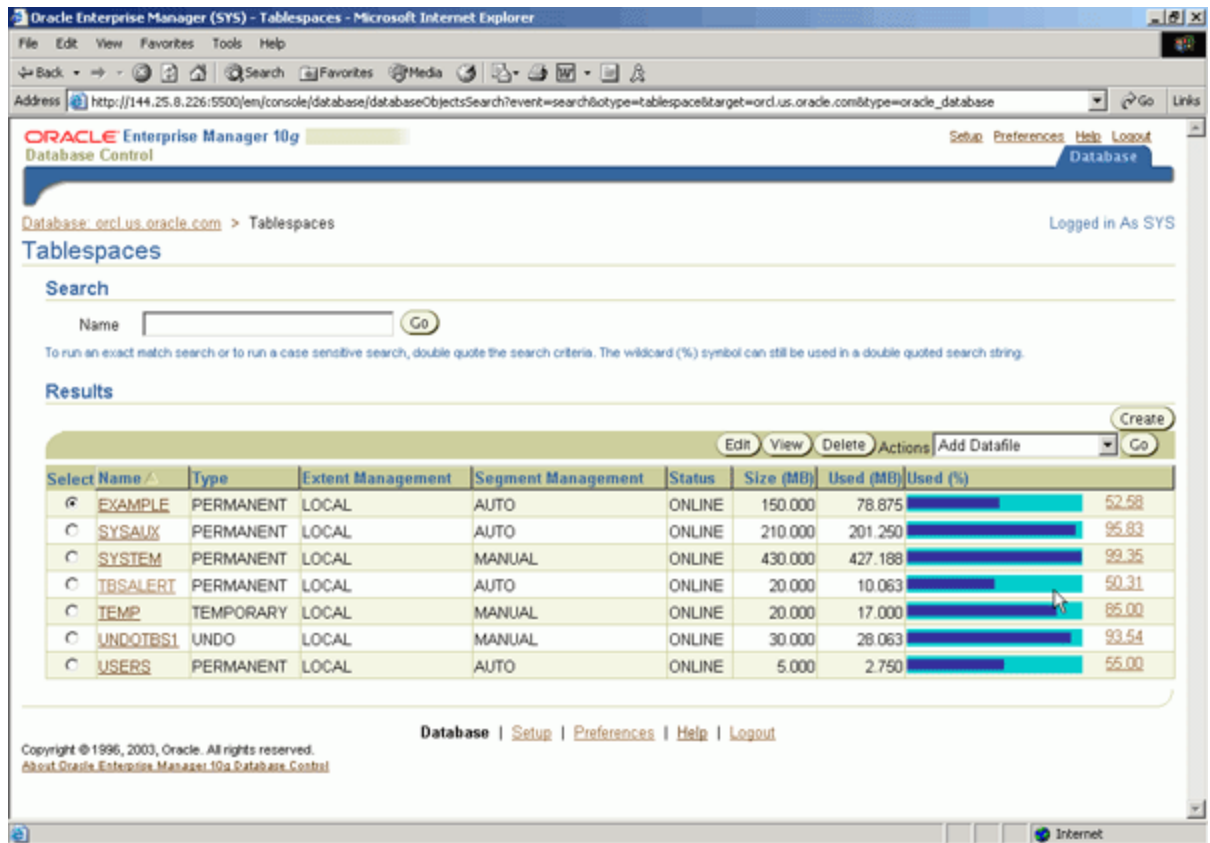 Oracle Enterprise Manager (SYS) - Tablespaces - Microsoft Internet Explorer
File Edit View Favorites Tools Help
Back Search Favorites Media
Address http://144.25.8.226:5500/em/console/database/databaseObjectsSearch?event=search&otype=tablespace&target=orcl.us.oracle.com&type=oracle_database Go Links
ORACLE Enterprise Manager 10g
Database Control
Setup Preferences Help Logout
Database
Database: orcl.us.oracle.com > Tablespaces
Logged in As SYS
Tablespaces
Search
Name Go
To run an exact match search or to run a case sensitive search, double quote the search criteria. The wildcard (%) symbol can still be used in a double quoted search string.
Results
Create
Edit View Delete Actions Add Datafile Go
Select Name Type Extent Management Segment Management Status Size (MB) Used (MB) Used (%)
EXAMPLE PERMANENT LOCAL AUTO ONLINE 150.000 78.875 52.58
SYSAUX PERMANENT LOCAL AUTO ONLINE 210.000 201.250 95.83
SYSTEM PERMANENT LOCAL MANUAL ONLINE 430.000 427.188 99.35
TBSALERT PERMANENT LOCAL AUTO ONLINE 20.000 10.063 50.31
TEMP TEMPORARY LOCAL MANUAL ONLINE 20.000 17.000 85.00
UNDOTBS1 UNDO LOCAL MANUAL ONLINE 30.000 28.063 93.54
USERS PERMANENT LOCAL AUTO ONLINE 5.000 2.750 55.00
Database | Setup | Preferences | Help | Logout
Copyright © 1996, 2003, Oracle. All rights reserved.
About Oracle Enterprise Manager 10g Database Control
Internet